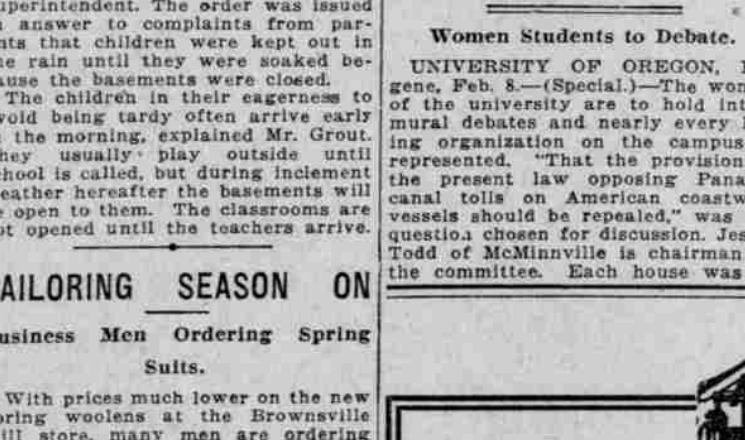 uperintendent. The order was issued
answer to complaints from par-
nts that children were kept out in
e rain until they were soaked be-
ause the basements were closed.
The children in their eagerness to
void being tardy often arrive early
the morning, explained Mr. Grout.
hey usually play outside until
chool is called, but during inclement
eather hereafter the basements will
e open to them. The classrooms are
ot opened until the teachers arrive.
AILORING SEASON ON
usiness Men Ordering Spring
Suits.
With prices much lower on the new
pring woolens at the Brownsville
ill store, many men are ordering
Women Students to Debate.
UNIVERSITY OF OREGON,
gene, Feb. 8.—(Special.)—The wom
of the university are to hold int
mural debates and nearly every
ing organization on the campus
represented. "That the provision
the present law opposing Pana
canal tolls on American coastw
vessels should be repealed," was
question chosen for discussion. Jes
Todd of McMinnville is chairman
the committee. Each house was